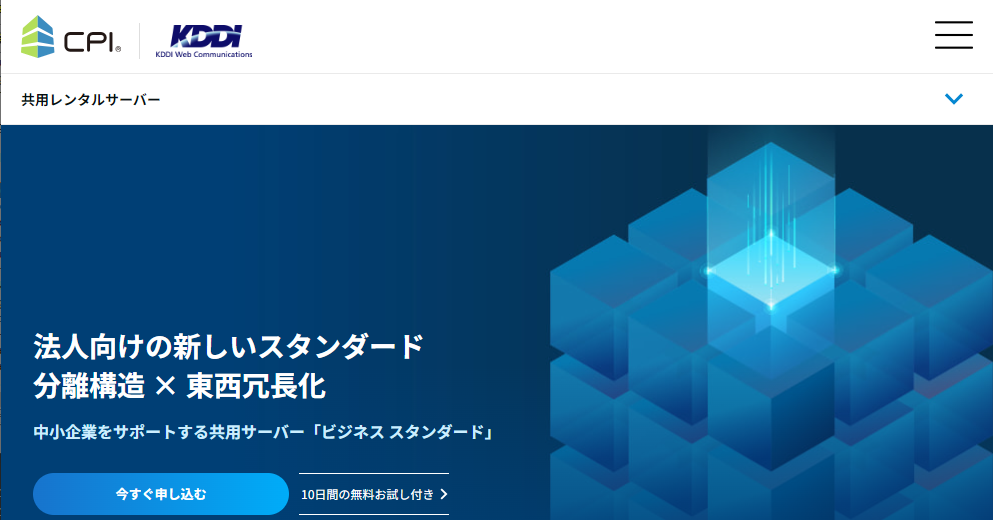 CPI®
KDDI
KDDI Web Communications
共用レンタルサーバー
法人向けの新しいスタンダード
分離構造 × 東西冗長化
中小企業をサポートする共用サーバー「ビジネス スタンダード」
今すぐ申し込む
10日間の無料お試し付き